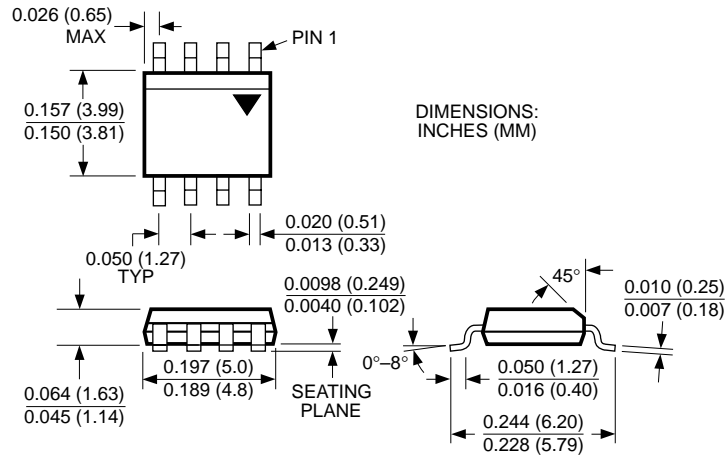 0.026 (0.65)
MAX
PIN 1
0.157 (3.99)
0.150 (3.81)
DIMENSIONS:
INCHES (MM)
0.050 (1.27)
TYP
0.020 (0.51)
0.013 (0.33)
0.0098 (0.249)
0.0040 (0.102)
45°
0.010 (0.25)
0.007 (0.18)
0.064 (1.63)
0.045 (1.14)
0.197 (5.0)
0.189 (4.8)
SEATING
PLANE
0°–8°
0.050 (1.27)
0.016 (0.40)
0.244 (6.20)
0.228 (5.79)